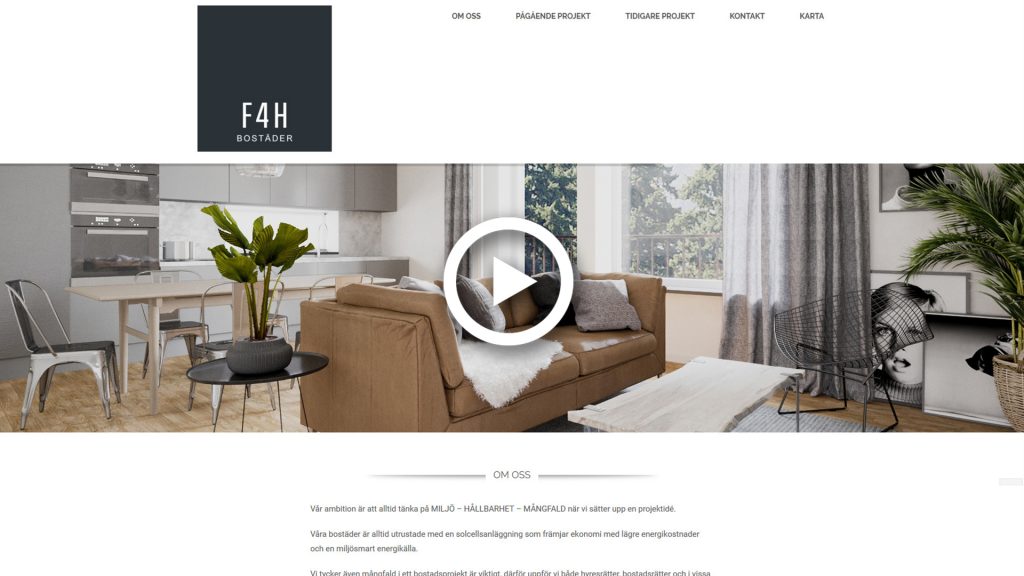 OM OSS
PÅGÅENDE PROJEKT
TIDIGARE PROJEKT
KONTAKT
KARTA
F4H
BOSTÄDER
OM OSS
Vår ambition är att alltid tänka på MILJÖ – HÅLLBARHET – MÅNGFALD när vi sätter upp en projektidé.
Våra bostäder är alltid utrustade med en solcellsanläggning som främjar ekonomi med lägre energikostnader
och en miljösmart energikälla.
Vi tycker även mångfald i ett bostadsprojekt är viktigt, därför uppför vi både hyresrätter, bostadsrätter och i vissa